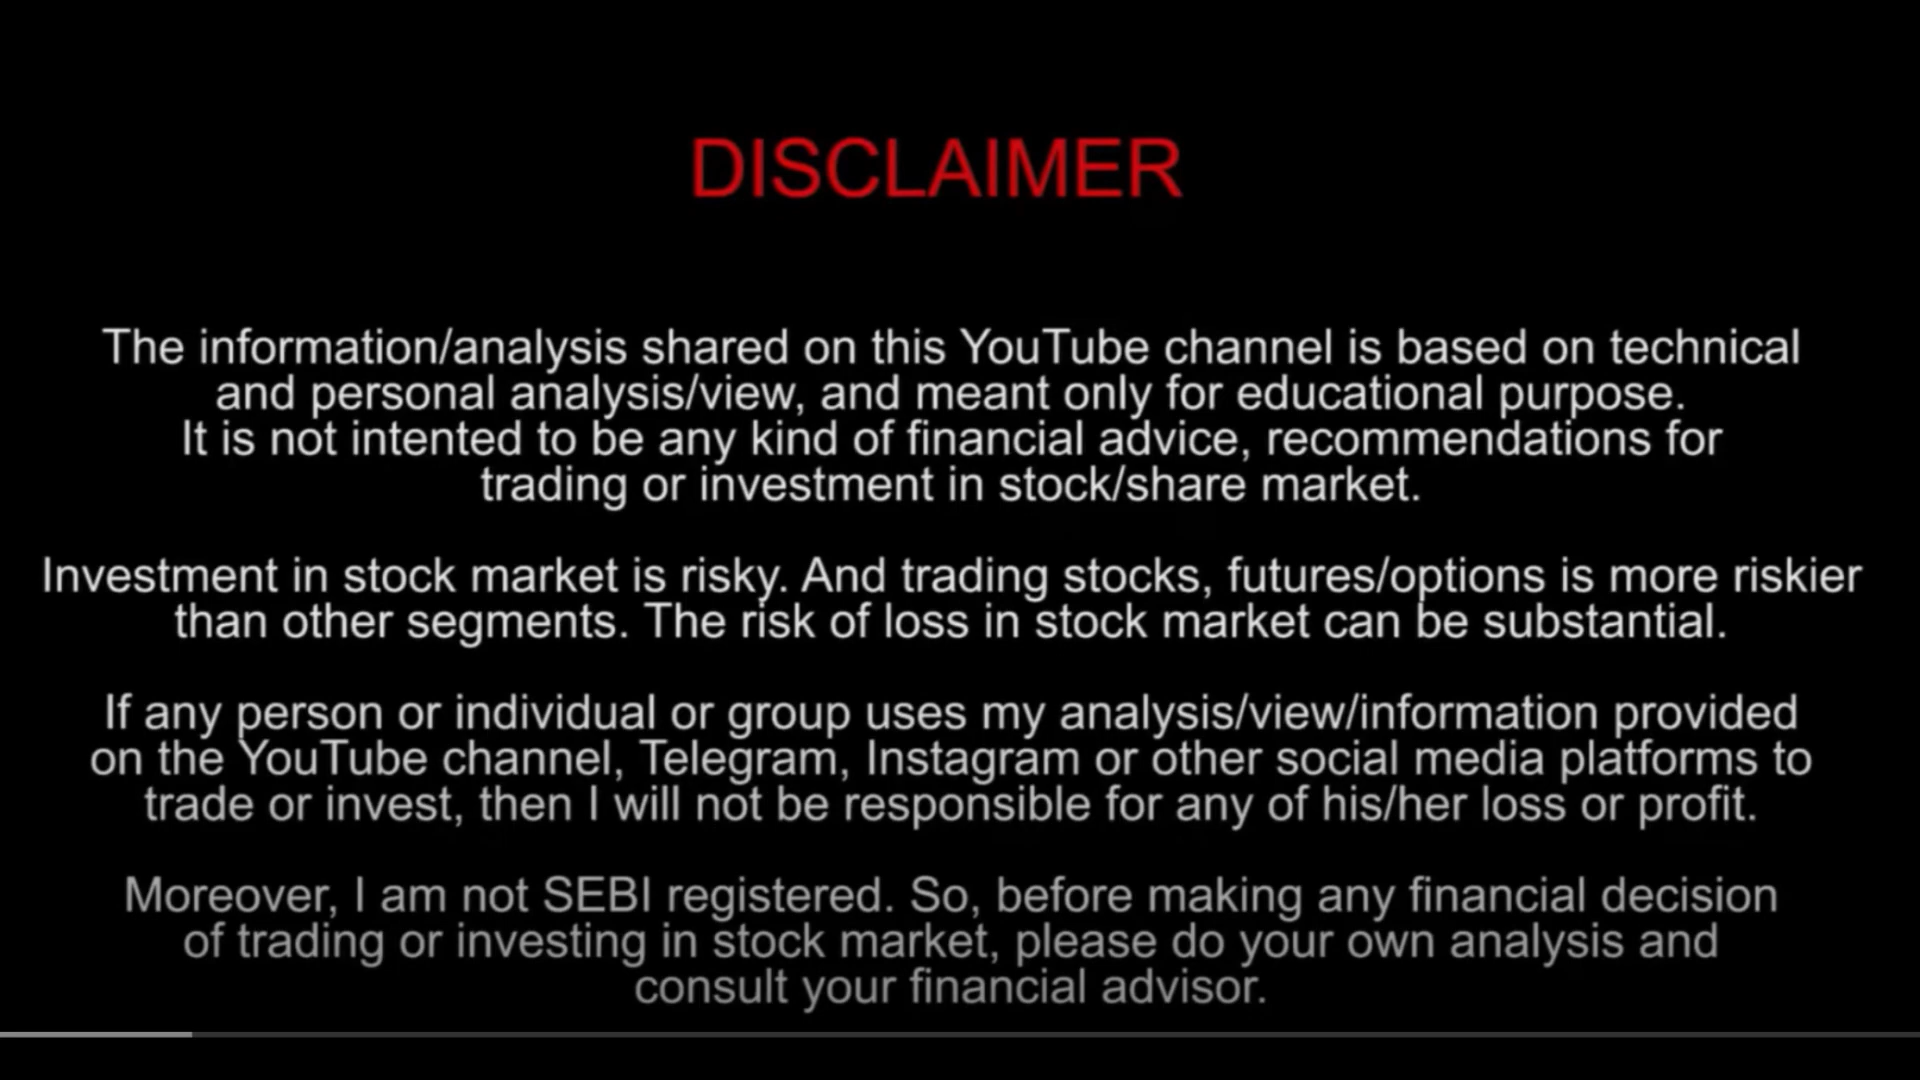 DISCLAIMER
The information/analysis shared on this YouTube channel is based on technical
and personal analysis/view, and meant only for educational purpose.
It is not intented to be any kind of financial advice, recommendations for
trading or investment in stock/share market.
Investment in stock market is risky. And trading stocks, futures/options is more riskier
than other segments. The risk of loss in stock market can be substantial.
If any person or individual or group uses my analysis/view/information provided
on the YouTube channel, Telegram, Instagram or other social media platforms to
trade or invest, then I will not be responsible for any of his/her loss or profit.
Moreover, I am not SEBI registered. So, before making any financial decision
of trading or investing in stock market, please do your own analysis and
consult your financial advisor.